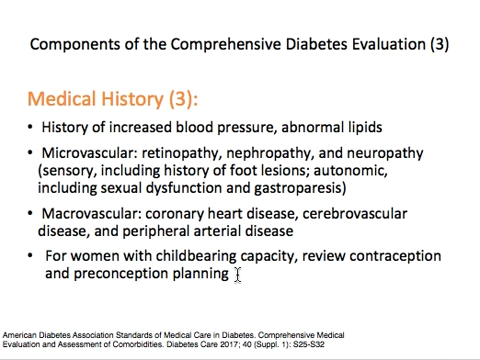 Components of the Comprehensive Diabetes Evaluation (3)
Medical History (3):
• History of increased blood pressure, abnormal lipids
• Microvascular: retinopathy, nephropathy, and neuropathy
(sensory, including history of foot lesions; autonomic,
including sexual dysfunction and gastroparesis)
• Macrovascular: coronary heart disease, cerebrovascular
disease, and peripheral arterial disease
• For women with childbearing capacity, review contraception
and preconception planning
American Diabetes Association Standards of Medical Care in Diabetes. Comprehensive Medical
Evaluation and Assessment of Comorbidities. Diabetes Care 2017; 40 (Suppl. 1): S25-S32